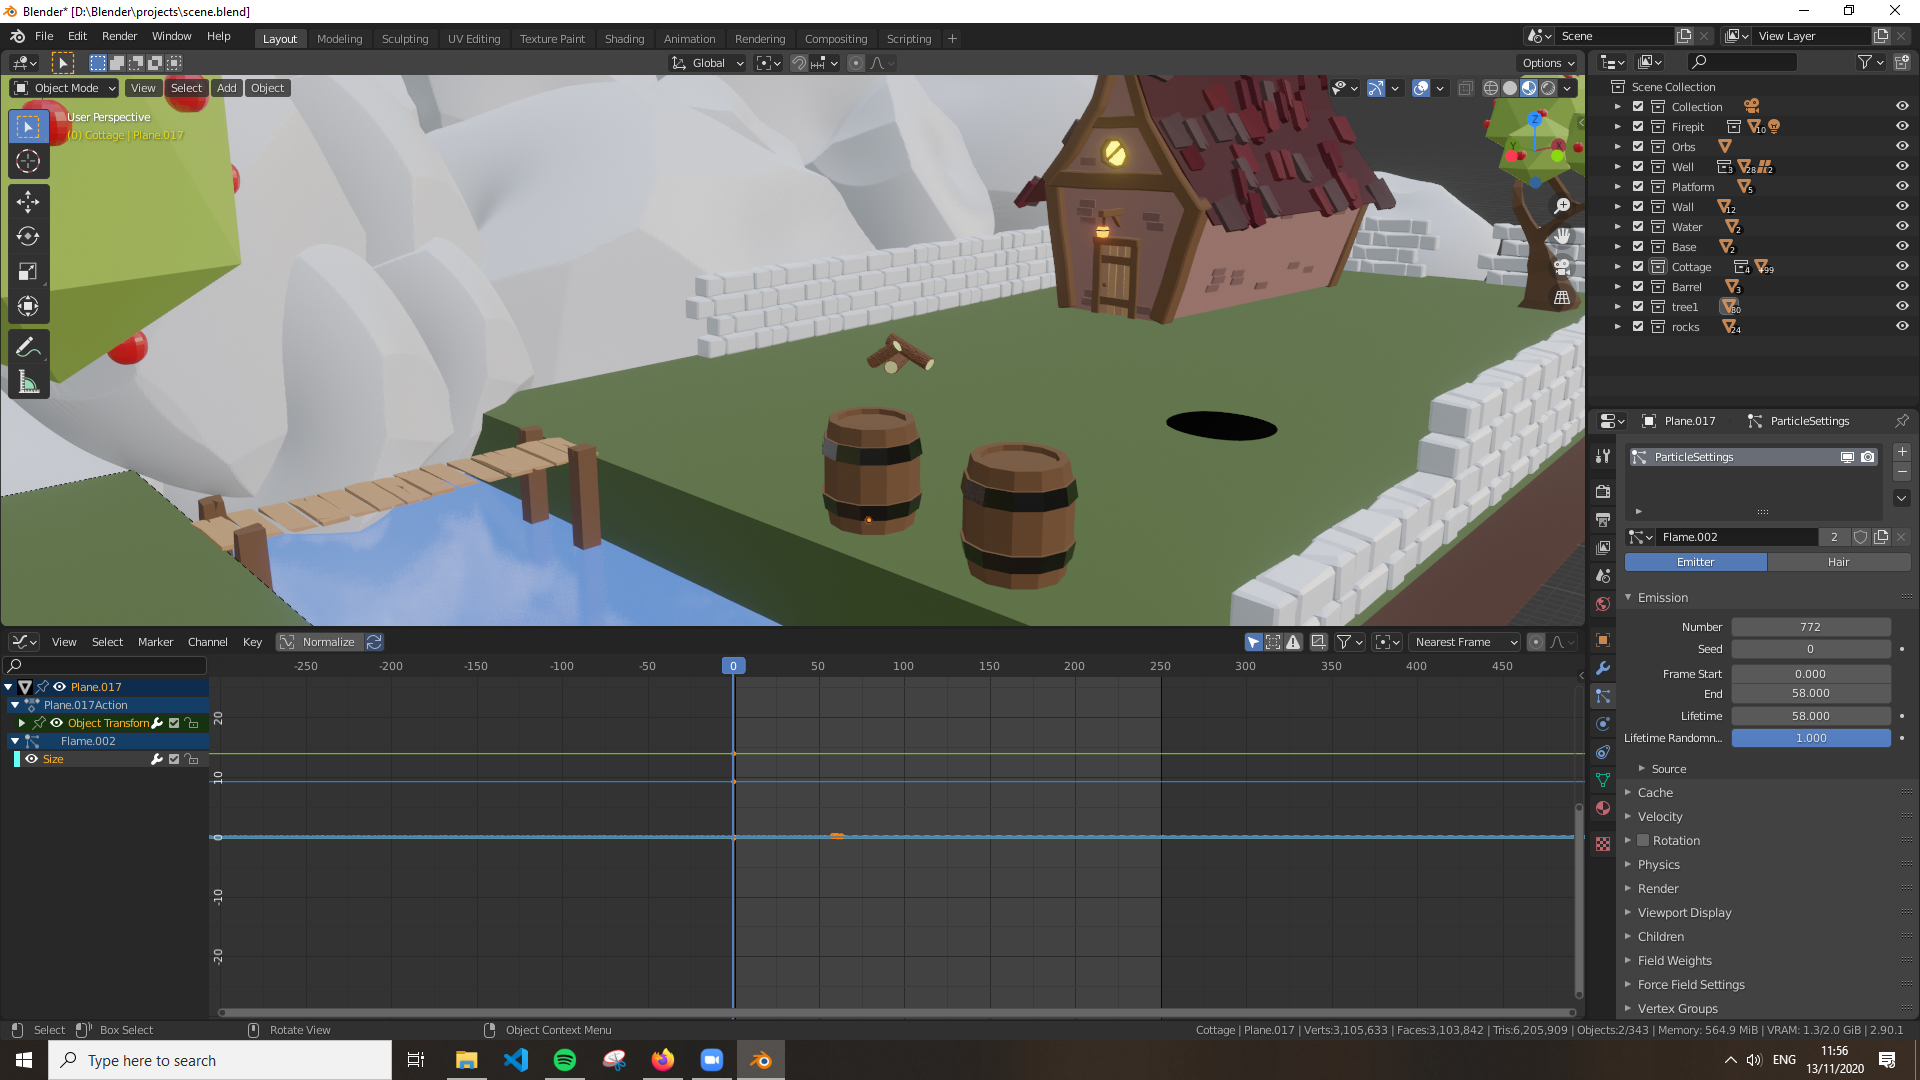 Blender* [D:\Blender\projects\scene.blend]
File Edit Render Window Help
Layout Modeling Sculpting UV Editing Texture Paint Shading Animation Rendering Compositing Scripting +
Scene
View Layer
Global
Options
Object Mode View Select Add Object
User Perspective
(0) Cottage | Plane.017
Z
Y
X
Scene Collection
Collection
Firepit 10
Orbs
Well 3 28 2
Platform 5
Wall 12
Water 2
Base 2
Cottage 4 +99
Barrel 3
tree1 80
rocks 24
Plane.017 ParticleSettings
ParticleSettings
Flame.002 2
Emitter Hair
Emission
Number 772
Seed 0
Frame Start 0.000
End 58.000
Lifetime 58.000
Lifetime Randomn... 1.000
Source
Cache
Velocity
Rotation
Physics
Render
Viewport Display
Children
Field Weights
Force Field Settings
Vertex Groups
View Select Marker Channel Key Normalize
Nearest Frame
-250 -200 -150 -100 -50 0 50 100 150 200 250 300 350 400 450
Plane.017
Plane.017Action
Object Transforn
Flame.002
Size
20
10
0
-10
-20
Select Box Select Rotate View Object Context Menu
Cottage | Plane.017 | Verts:3,105,633 | Faces:3,103,842 | Tris:6,205,909 | Objects:2/343 | Memory: 564.9 MiB | VRAM: 1.3/2.0 GiB | 2.90.1
Type here to search
ENG
11:56
13/11/2020